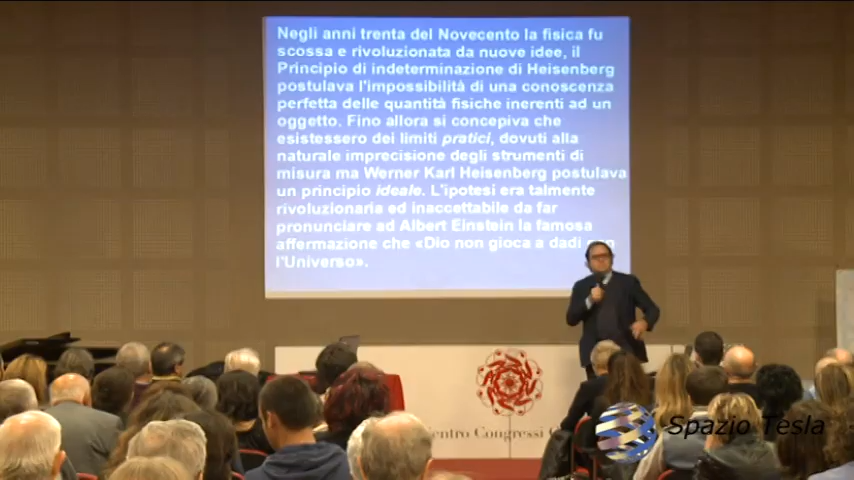 Negli anni trenta del Novecento la fisica fu
scossa e rivoluzionata da nuove idee, il
Principio di indeterminazione di Heisenberg
postulava l'impossibilità di una conoscenza
perfetta delle quantità fisiche inerenti ad un
oggetto. Fino allora si concepiva che
esistessero dei limiti pratici, dovuti alla
naturale imprecisione degli strumenti di
misura ma Werner Karl Heisenberg postulava
un principio ideale. L'ipotesi era talmente
rivoluzionaria ed inaccettabile da far
pronunciare ad Albert Einstein la famosa
affermazione che «Dio non gioca a dadi
l'Universo».
Congressi
Spazio Tesla